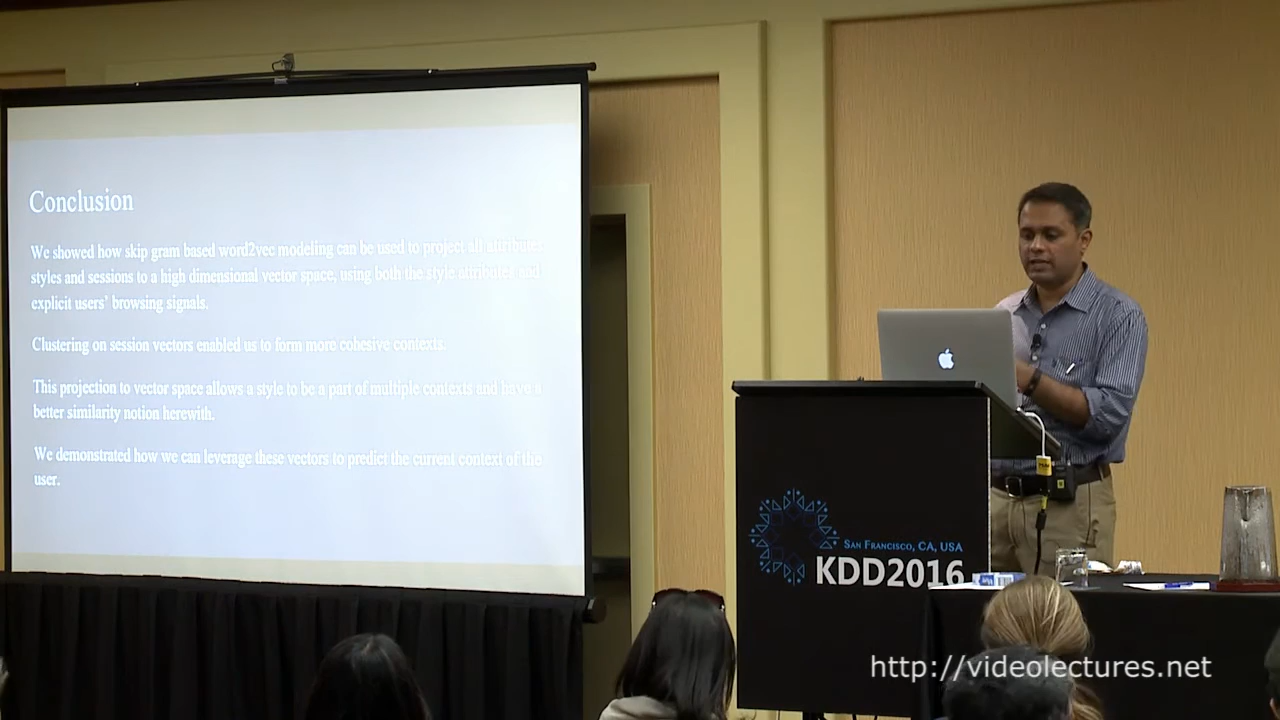 Conclusion
We showed how skip gram based word2vec modeling can be used to project all attributes
styles and sessions to a high dimensional vector space, using both the style attributes and
explicit users' browsing signals.
Clustering on session vectors enabled us to form more cohesive contexts.
This projection to vector space allows a style to be a part of multiple contexts and have a
better similarity notion herewith.
We demonstrated how we can leverage these vectors to predict the current context of the
user.
SAN FRANCISCO, CA, USA
KDD2016
http://videolectures.net